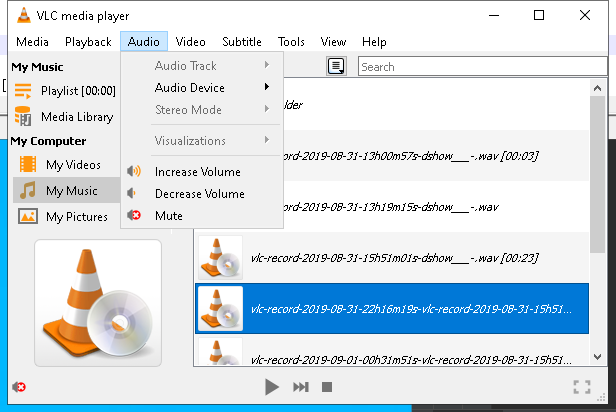 VLC media player
Media Playback Audio Video Subtitle Tools View Help
My Music
Playlist [00:00]
Media Library
My Computer
My Videos
My Music
My Pictures
Audio Track
Audio Device
Stereo Mode
Visualizations
Increase Volume
Decrease Volume
Mute
Search
lder
record-2019-08-31-13h00m57s-dshow___-.wav [00:03]
record-2019-08-31-13h19m15s-dshow___-.wav
vlc-record-2019-08-31-15h51m01s-dshow___-.wav [00:23]
vlc-record-2019-08-31-22h16m19s-vlc-record-2019-08-31-15h51...
vlc-record-2019-09-01-00h31m51s-vlc-record-2019-08-31-15h51...